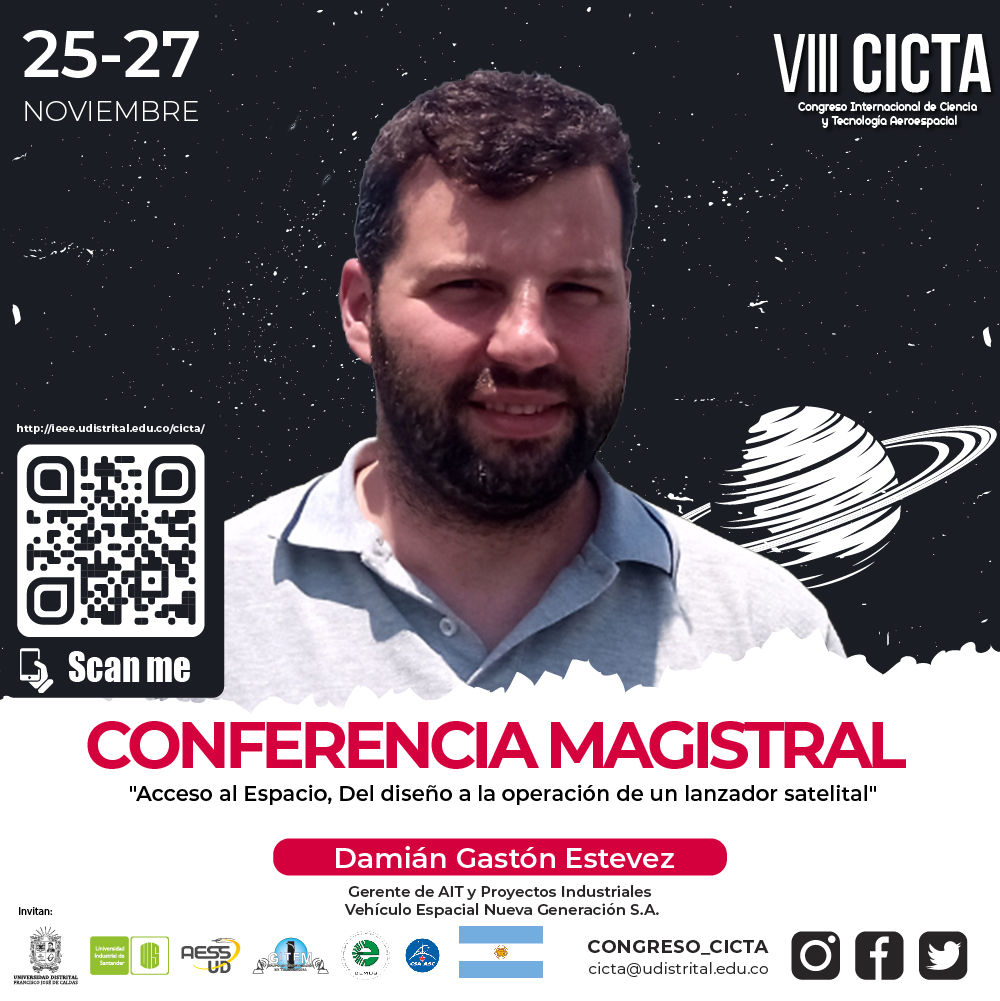 25-27
NOVIEMBRE
VIII CICTA
Congreso Internacional de Ciencia
y Tecnología Aeroespacial
http://ieee.udistrital.edu.co/cicta/
Scan me
CONFERENCIA MAGISTRAL
"Acceso al Espacio, Del diseño a la operación de un lanzador satelital"
Damián Gastón Estevez
Gerente de AIT y Proyectos Industriales
Vehículo Espacial Nueva Generación S.A.
Invitan:
UNIVERSIDAD DISTRITAL
FRANCISCO JOSÉ DE CALDAS
Universidad
Industrial de
Santander
UIS
AESS
UD
CSA ASC
CONGRESO_CICTA
cicta@udistrital.edu.co